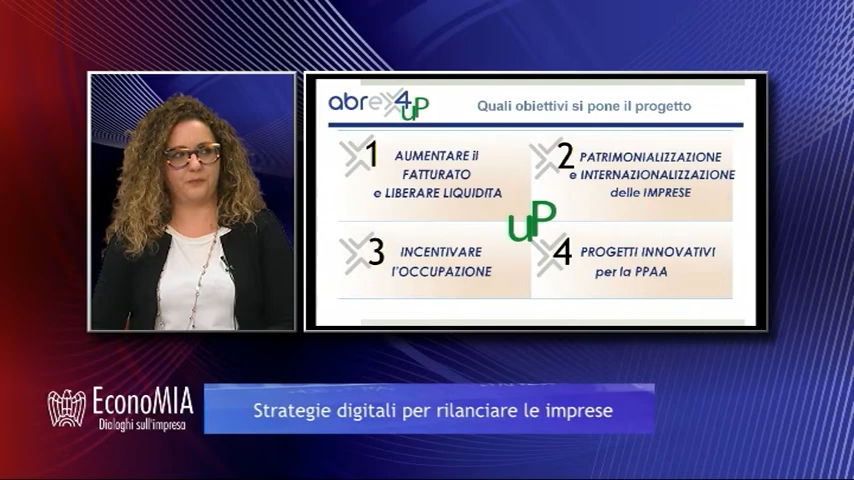 abrex4uP
Quali obiettivi si pone il progetto
1
AUMENTARE il
FATTURATO
e LIBERARE LIQUIDITA
2
PATRIMONIALIZZAZIONE
e INTERNAZIONALIZZAZIONE
delle IMPRESE
uP
3
INCENTIVARE
l'OCCUPAZIONE
4
PROGETTI INNOVATIVI
per la PPAA
EconoMIA
Dialoghi sull'impresa
Strategie digitali per rilanciare le imprese